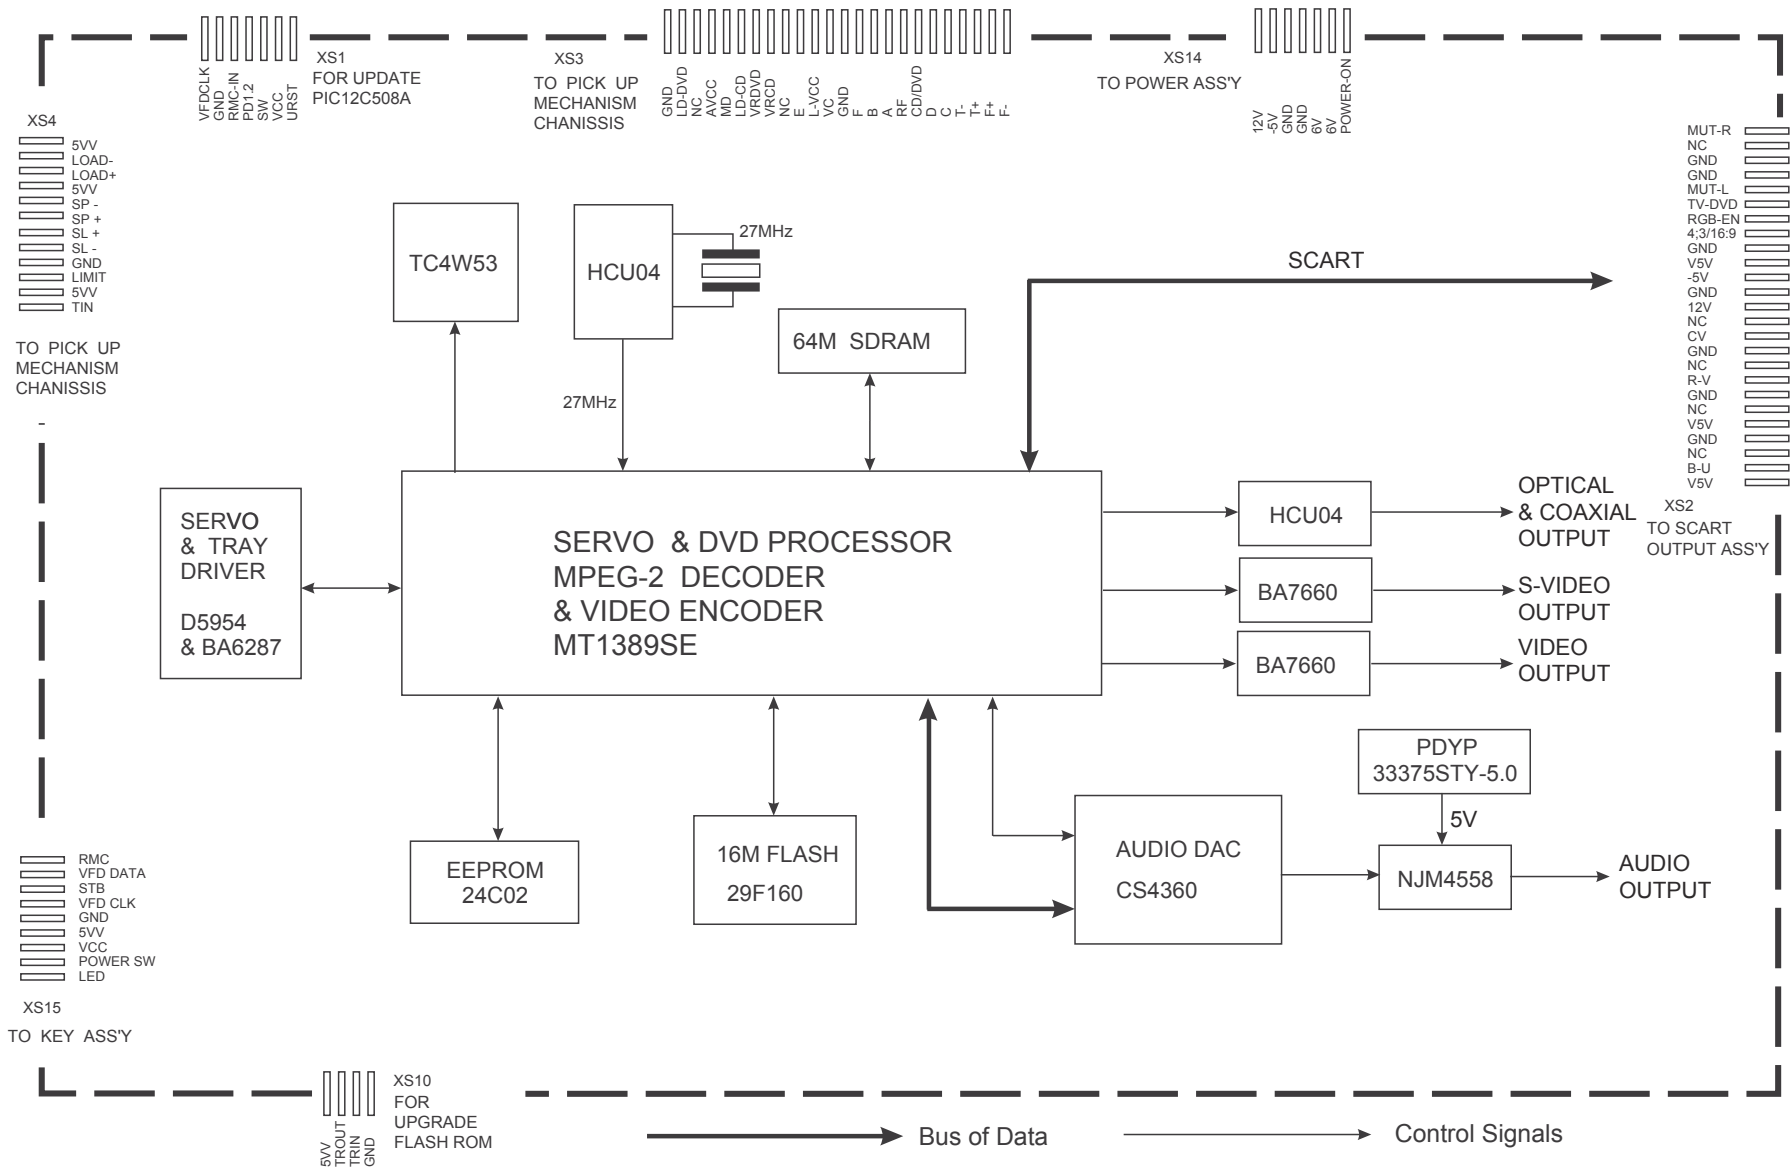 VFDCLK
GND
RMC-IN
PD1.2
SW
VCC
URST
XS1
FOR UPDATE
PIC12C508A
XS3
TO PICK UP
MECHANISM
CHANISSIS
GND
LD-DVD
NC
AVCC
MD
LD-CD
VRDVD
VRCD
NC
E
L-VCC
VC
GND
F
B
A
RF
CD/DVD
D
C
T-
T+
F+
F-
XS14
TO POWER ASS'Y
12V
-5V
GND
GND
6V
6V
POWER-ON
XS4
5VV
LOAD-
LOAD+
5VV
SP -
SP +
SL +
SL -
GND
LIMIT
5VV
TIN
TO PICK UP
MECHANISM
CHANISSIS
-
MUT-R
NC
GND
GND
MUT-L
TV-DVD
RGB-EN
4;3/16:9
GND
V5V
-5V
GND
12V
NC
CV
GND
NC
R-V
GND
NC
V5V
GND
NC
B-U
V5V
XS2
TO SCART
OUTPUT ASS'Y
TC4W53
HCU04
27MHz
27MHz
64M SDRAM
SCART
SERVO
& TRAY
DRIVER
D5954
& BA6287
SERVO & DVD PROCESSOR
MPEG-2 DECODER
& VIDEO ENCODER
MT1389SE
HCU04
OPTICAL
& COAXIAL
OUTPUT
BA7660
S-VIDEO
OUTPUT
BA7660
VIDEO
OUTPUT
PDYP
33375STY-5.0
5V
EEPROM
24C02
16M FLASH
29F160
AUDIO DAC
CS4360
NJM4558
AUDIO
OUTPUT
RMC
VFD DATA
STB
VFD CLK
GND
5VV
VCC
POWER SW
LED
XS15
TO KEY ASS'Y
5VV
TROUT
TRIN
GND
XS10
FOR
UPGRADE
FLASH ROM
Bus of Data
Control Signals